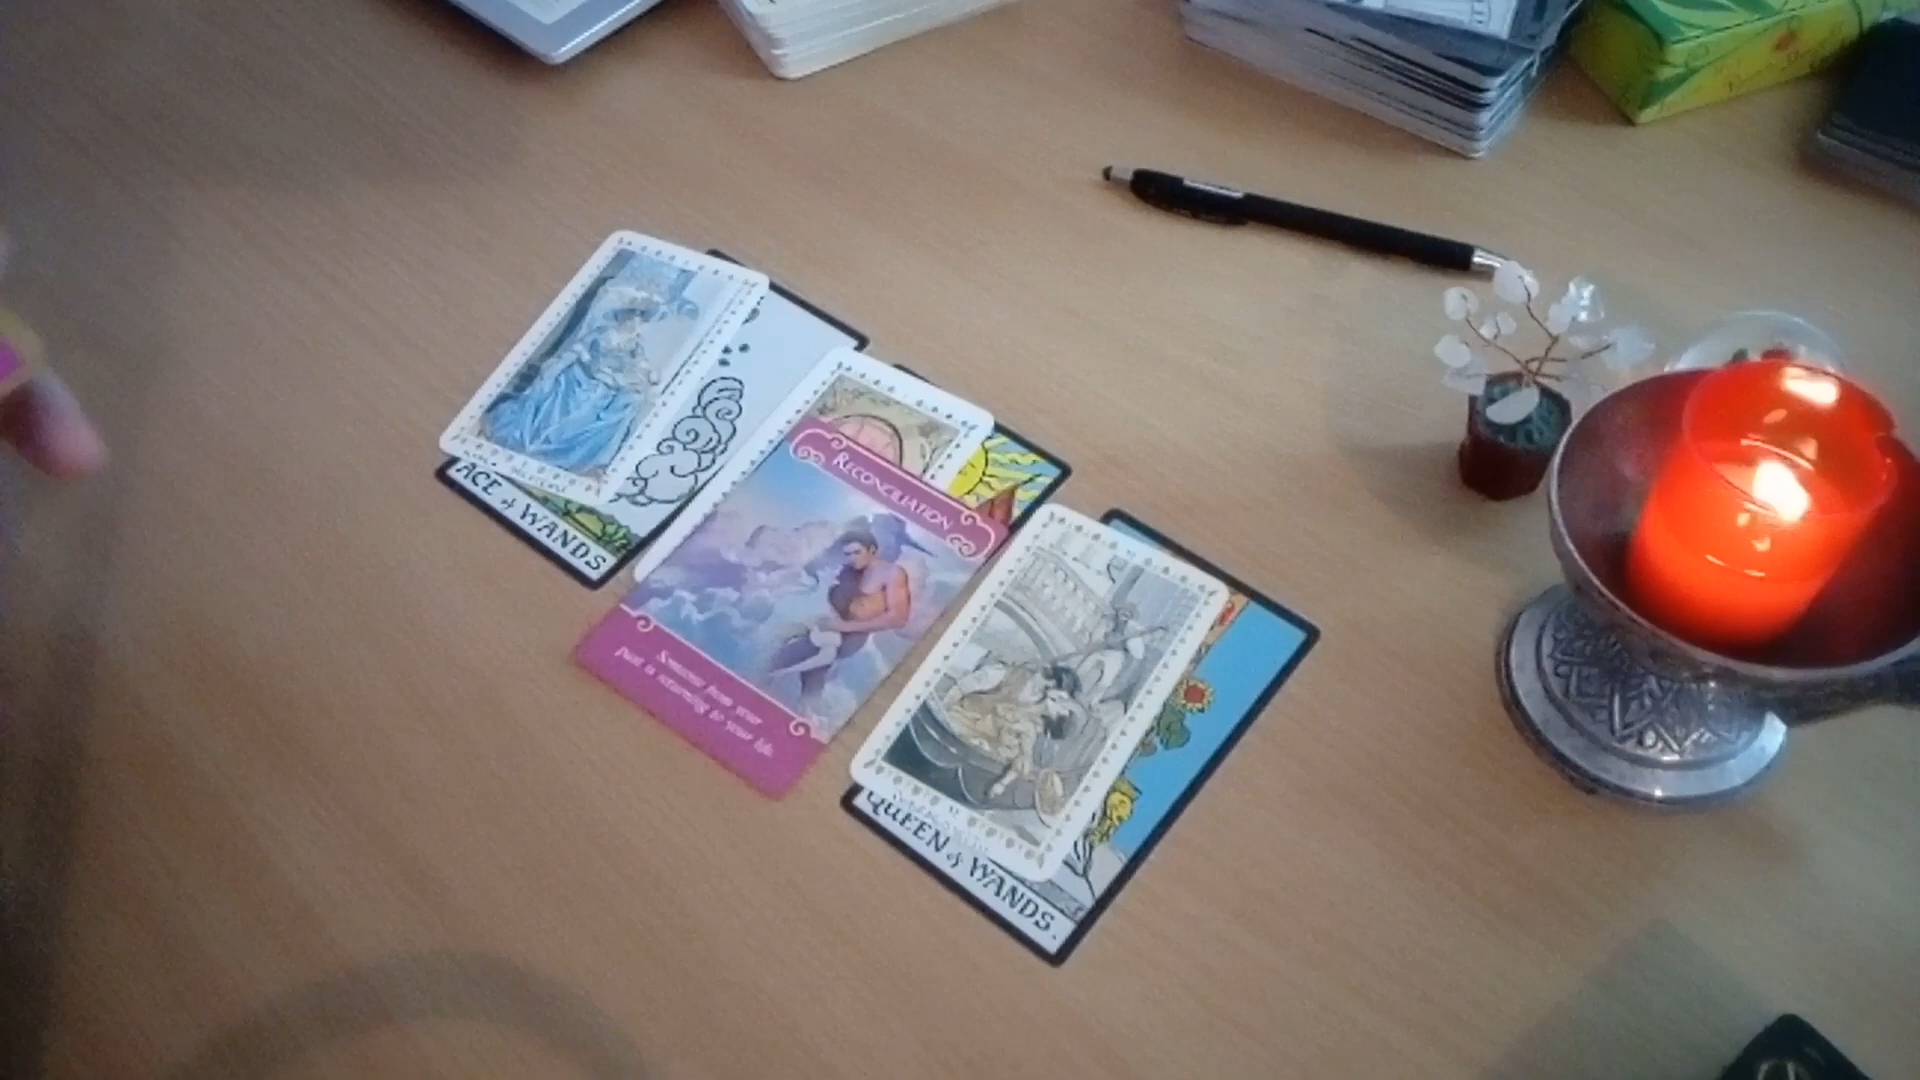 ACE of WANDS
RECONCILIATION
Someone from your
past is returning to your life.
QUEEN of WANDS.